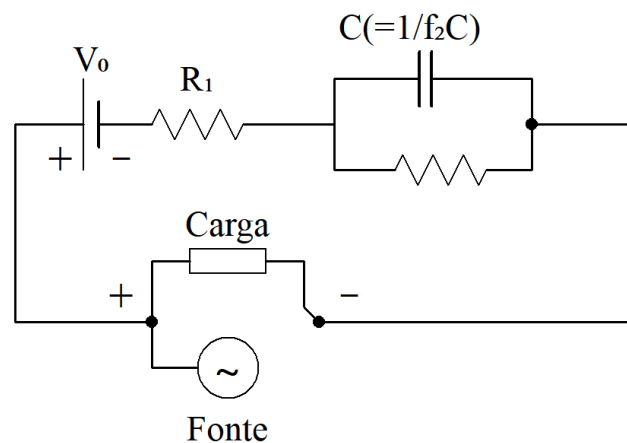 C(=1/f₂C)
V₀
R₁
+ −
Carga
+ −
~
Fonte